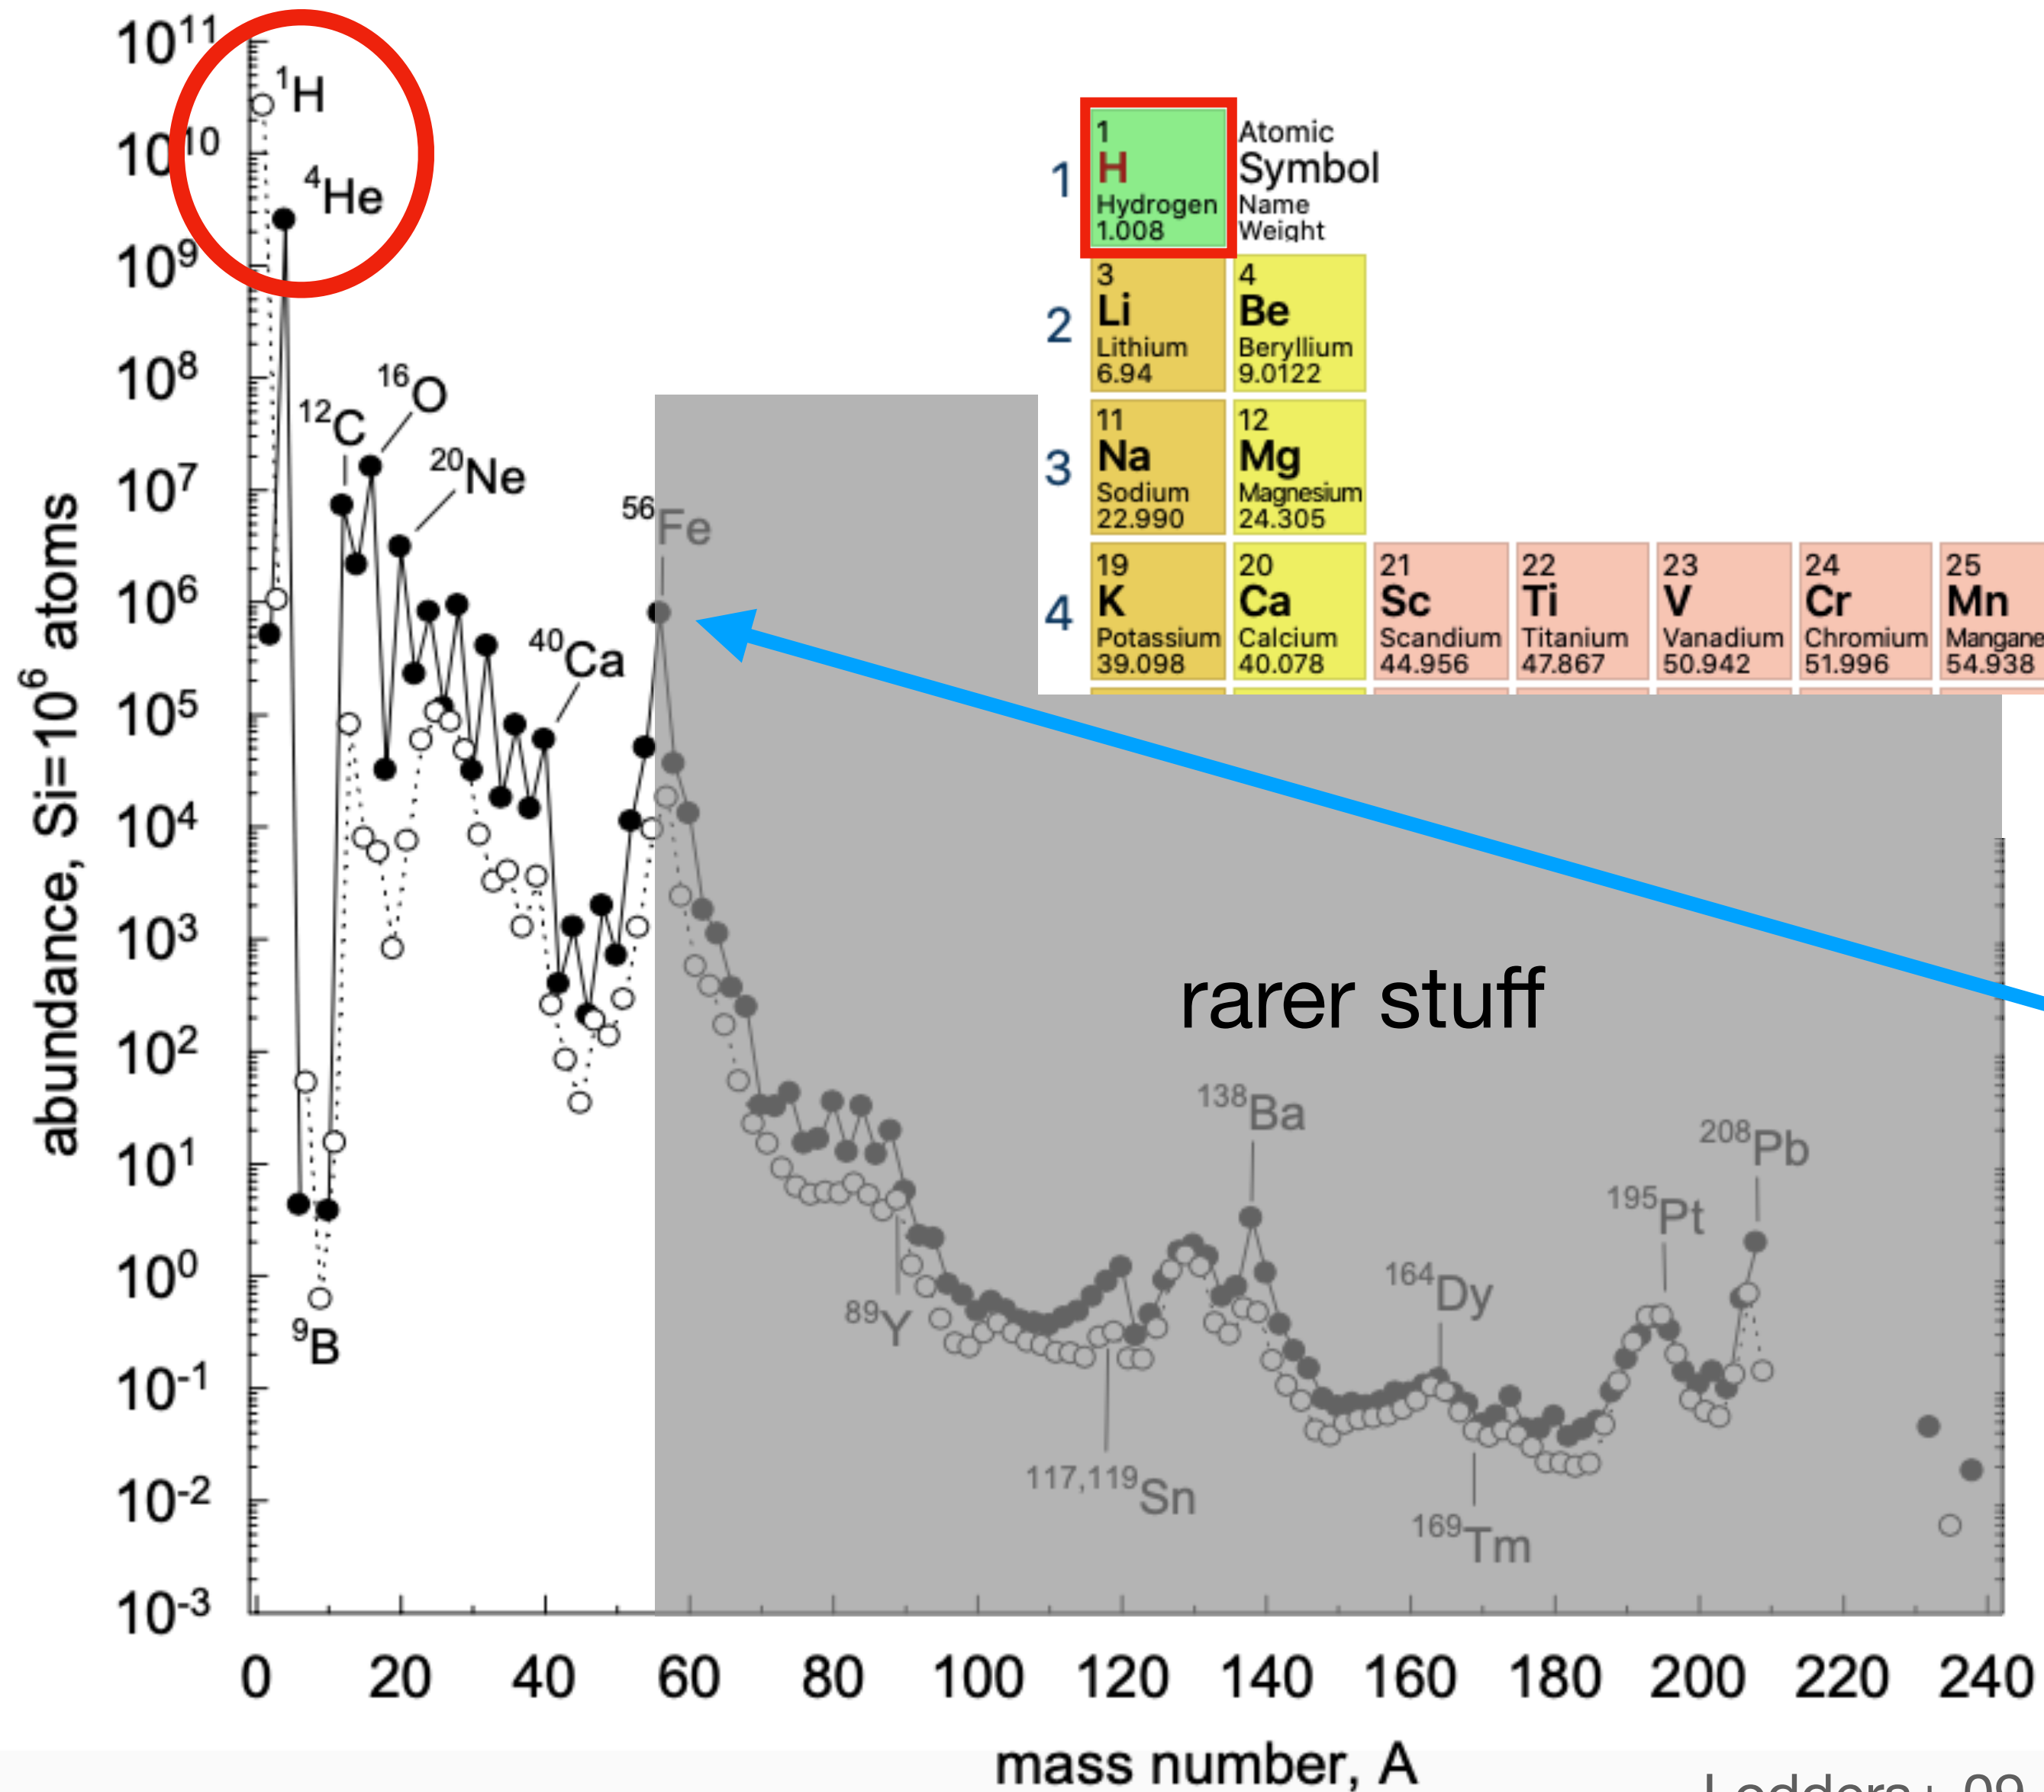 abundance, Si=10⁶ atoms
10¹¹
10¹⁰
10⁹
10⁸
10⁷
10⁶
10⁵
10⁴
10³
10²
10¹
10⁰
10⁻¹
10⁻²
10⁻³
¹H
⁴He
¹²C
¹⁶O
²⁰Ne
⁴⁰Ca
⁵⁶Fe
⁹B
⁸⁹Y
¹¹⁷,¹¹⁹Sn
¹³⁸Ba
¹⁶⁴Dy
¹⁶⁹Tm
¹⁹⁵Pt
²⁰⁸Pb
rarer stuff
0 20 40 60 80 100 120 140 160 180 200 220 240
mass number, A
1
1
H
Hydrogen
1.008
Atomic
Symbol
Name
Weight
2
3
Li
Lithium
6.94
4
Be
Beryllium
9.0122
3
11
Na
Sodium
22.990
12
Mg
Magnesium
24.305
4
19
K
Potassium
39.098
20
Ca
Calcium
40.078
21
Sc
Scandium
44.956
22
Ti
Titanium
47.867
23
V
Vanadium
50.942
24
Cr
Chromium
51.996
25
Mn
Mangane
54.938